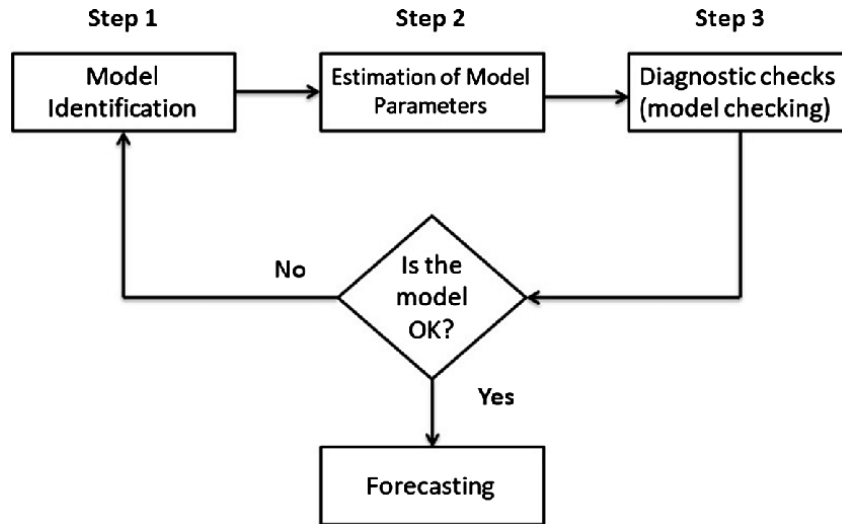 Step 1
Step 2
Step 3
Model
Identification
Estimation of Model
Parameters
Diagnostic checks
(model checking)
No
Is the
model
OK?
Yes
Forecasting